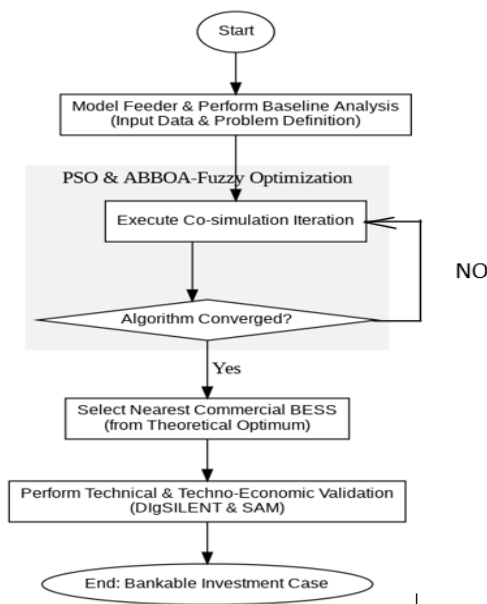 Start
Model Feeder & Perform Baseline Analysis
(Input Data & Problem Definition)
PSO & ABBOA-Fuzzy Optimization
Execute Co-simulation Iteration
NO
Algorithm Converged?
Yes
Select Nearest Commercial BESS
(from Theoretical Optimum)
Perform Technical & Techno-Economic Validation
(DIgSILENT & SAM)
End: Bankable Investment Case